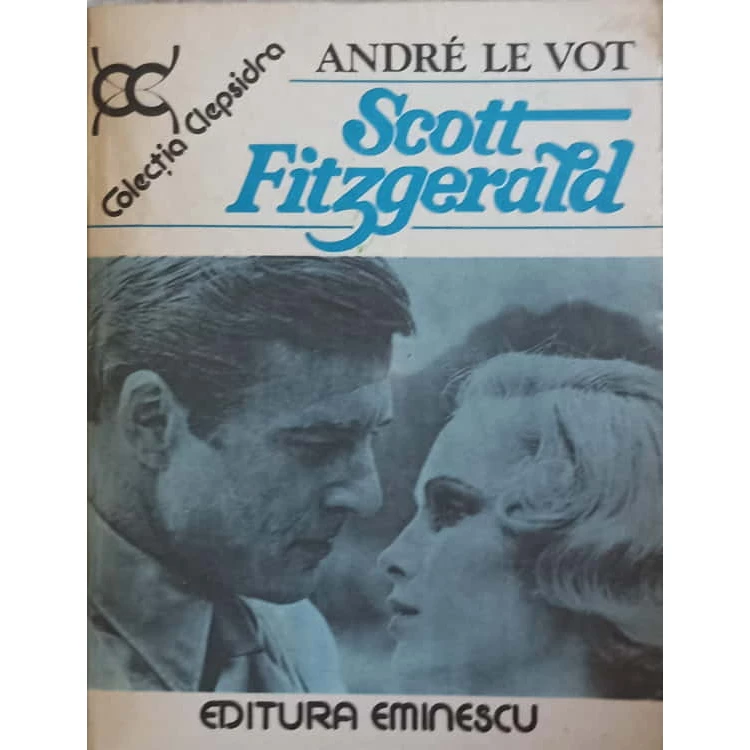 ANDRÉ LE VOT
Colecția Clepsidra
Scott
Fitzgerald
EDITURA EMINESCU